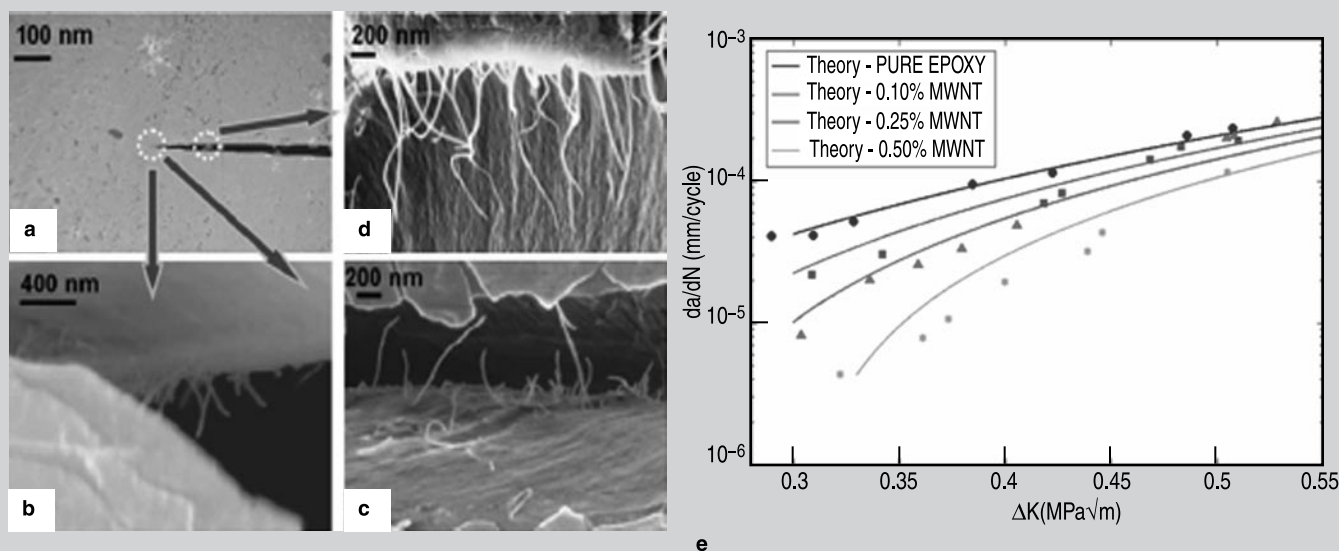 100 nm
a
200 nm
d
400 nm
b
200 nm
c
10⁻³
10⁻⁴
10⁻⁵
10⁻⁶
da/dN (mm/cycle)
Theory - PURE EPOXY
Theory - 0.10% MWNT
Theory - 0.25% MWNT
Theory - 0.50% MWNT
0.3 0.35 0.4 0.45 0.5 0.55
ΔK(MPa√m)
e